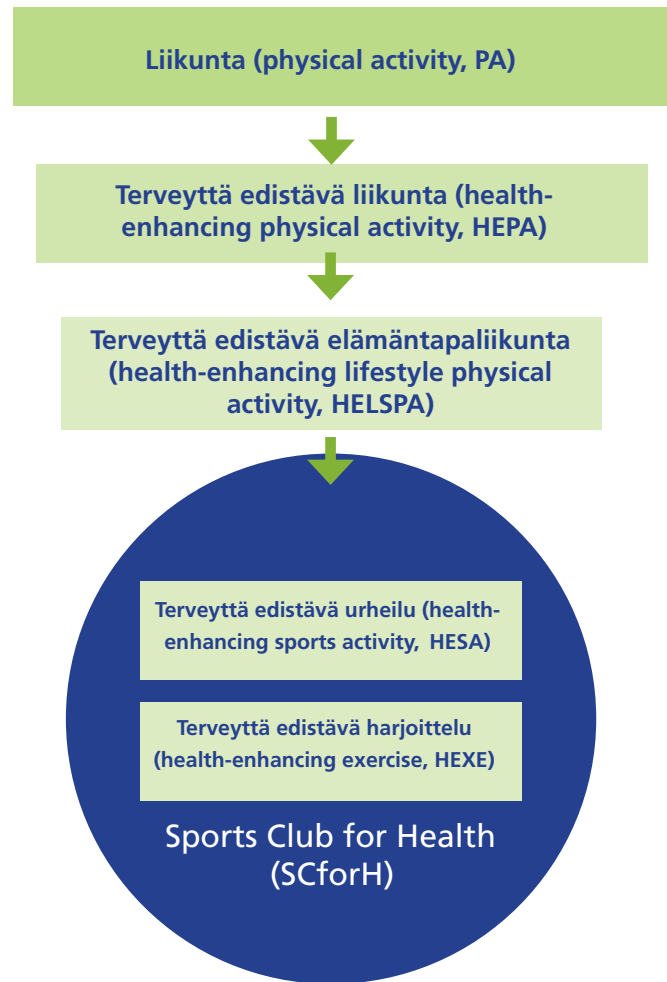 Liikunta (physical activity, PA)
Terveyttä edistävä liikunta (health-
enhancing physical activity, HEPA)
Terveyttä edistävä elämäntapaliikunta
(health-enhancing lifestyle physical
activity, HELSPA)
Terveyttä edistävä urheilu (health-
enhancing sports activity, HESA)
Terveyttä edistävä harjoittelu
(health-enhancing exercise, HEXE)
Sports Club for Health
(SCforH)